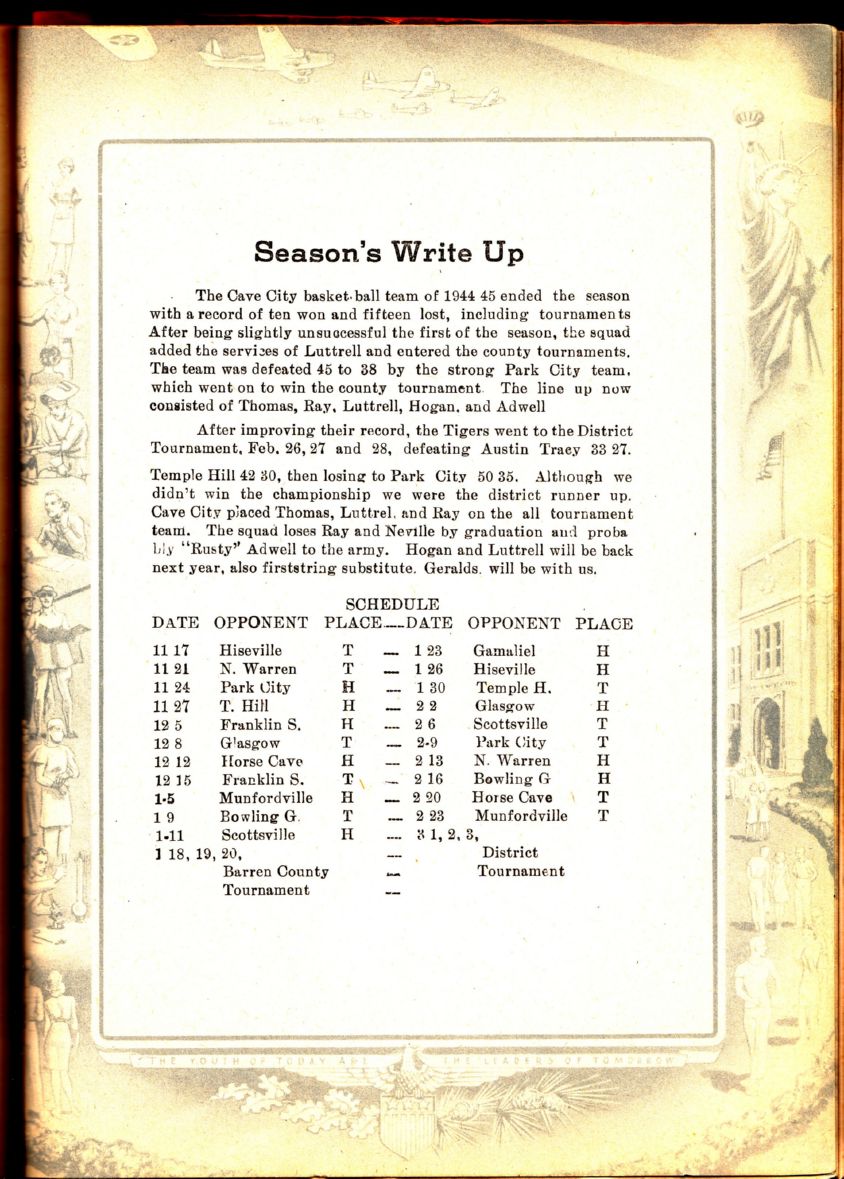 Season's Write Up
The Cave City basket-ball team of 1944 45 ended the season
with a record of ten won and fifteen lost, including tournaments
After being slightly unsuccessful the first of the season, the squad
added the services of Luttrell and entered the county tournaments.
The team was defeated 45 to 38 by the strong Park City team,
which went on to win the county tournament. The line up now
consisted of Thomas, Ray, Luttrell, Hogan, and Adwell
After improving their record, the Tigers went to the District
Tournament, Feb. 26, 27 and 28, defeating Austin Tracy 33 27.
Temple Hill 42 30, then losing to Park City 50 35. Although we
didn't win the championship we were the district runner up.
Cave City placed Thomas, Luttrel, and Ray on the all tournament
team. The squad loses Ray and Neville by graduation and proba
bly "Rusty" Adwell to the army. Hogan and Luttrell will be back
next year, also firststring substitute. Geralds. will be with us.
SCHEDULE
DATE OPPONENT PLACE__DATE OPPONENT PLACE
11 17 Hiseville T — 1 23 Gamaliel H
11 21 N. Warren T — 1 26 Hiseville H
11 24 Park City H — 1 30 Temple H. T
11 27 T. Hill H — 2 2 Glasgow H
12 5 Franklin S. H — 2 6 Scottsville T
12 8 Glasgow T — 2-9 Park City T
12 12 Horse Cave H — 2 13 N. Warren H
12 15 Franklin S. T — 2 16 Bowling G H
1-5 Munfordville H — 2 20 Horse Cave T
1 9 Bowling G. T — 2 23 Munfordville T
1-11 Scottsville H — 3 1, 2, 3,
1 18, 19, 20, — District
Barren County — Tournament
Tournament —
THE YOUTH OF TODAY ARE THE LEADERS OF TOMORROW